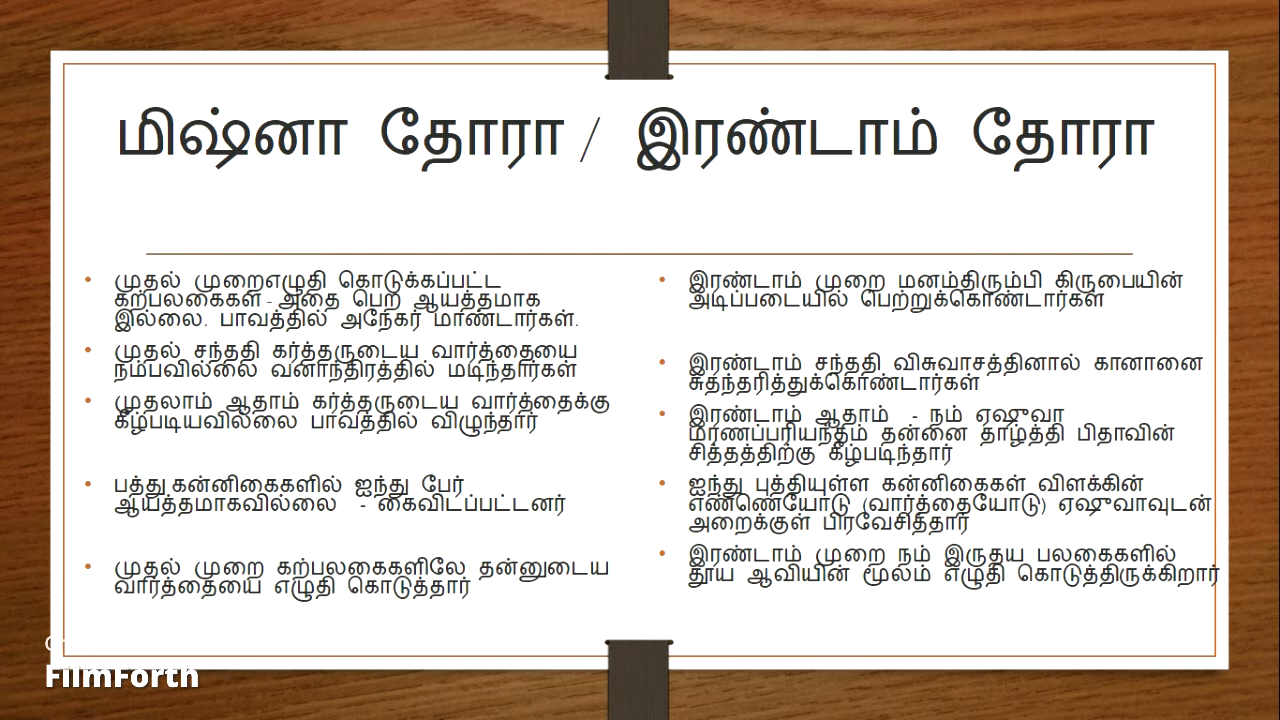 மிஷ்னா தோரா / இரண்டாம் தோரா
முதல் முறைஎழுதி கொடுக்கப்பட்ட
கற்பலகைகள் - அதை பெற ஆயத்தமாக
இல்லை. பாவத்தில் அநேகர் மாண்டார்கள்.
முதல் சந்ததி கர்த்தருடைய வார்த்தையை
நம்பவில்லை வனாந்திரத்தில் மடிந்தார்கள்
முதலாம் ஆதாம் கர்த்தருடைய வார்த்தைக்கு
கீழ்படியவில்லை பாவத்தில் விழுந்தார்
பத்து கன்னிகைகளில் ஐந்து பேர்
ஆயத்தமாகவில்லை - கைவிடப்பட்டனர்
முதல் முறை கற்பலகைகளிலே தன்னுடைய
வார்த்தையை எழுதி கொடுத்தார்
இரண்டாம் முறை மனம்திரும்பி கிருபையின்
அடிப்படையில் பெற்றுக்கொண்டார்கள்
இரண்டாம் சந்ததி விசுவாசத்தினால் கானானை
சுதந்தரித்துக்கொண்டார்கள்
இரண்டாம் ஆதாம் - நம் ஏஷுவா
மரணப்பரியந்தம் தன்னை தாழ்த்தி பிதாவின்
சித்தத்திற்கு கீழ்படிந்தார்
ஐந்து புத்தியுள்ள கன்னிகைகள் விளக்கின்
எண்ணெயோடு (வார்த்தையோடு) ஏஷுவாவுடன்
அறைக்குள் பிரவேசித்தார்
இரண்டாம் முறை நம் இருதய பலகைகளில்
தூய ஆவியின் மூலம் எழுதி கொடுத்திருக்கிறார்
FilmForth